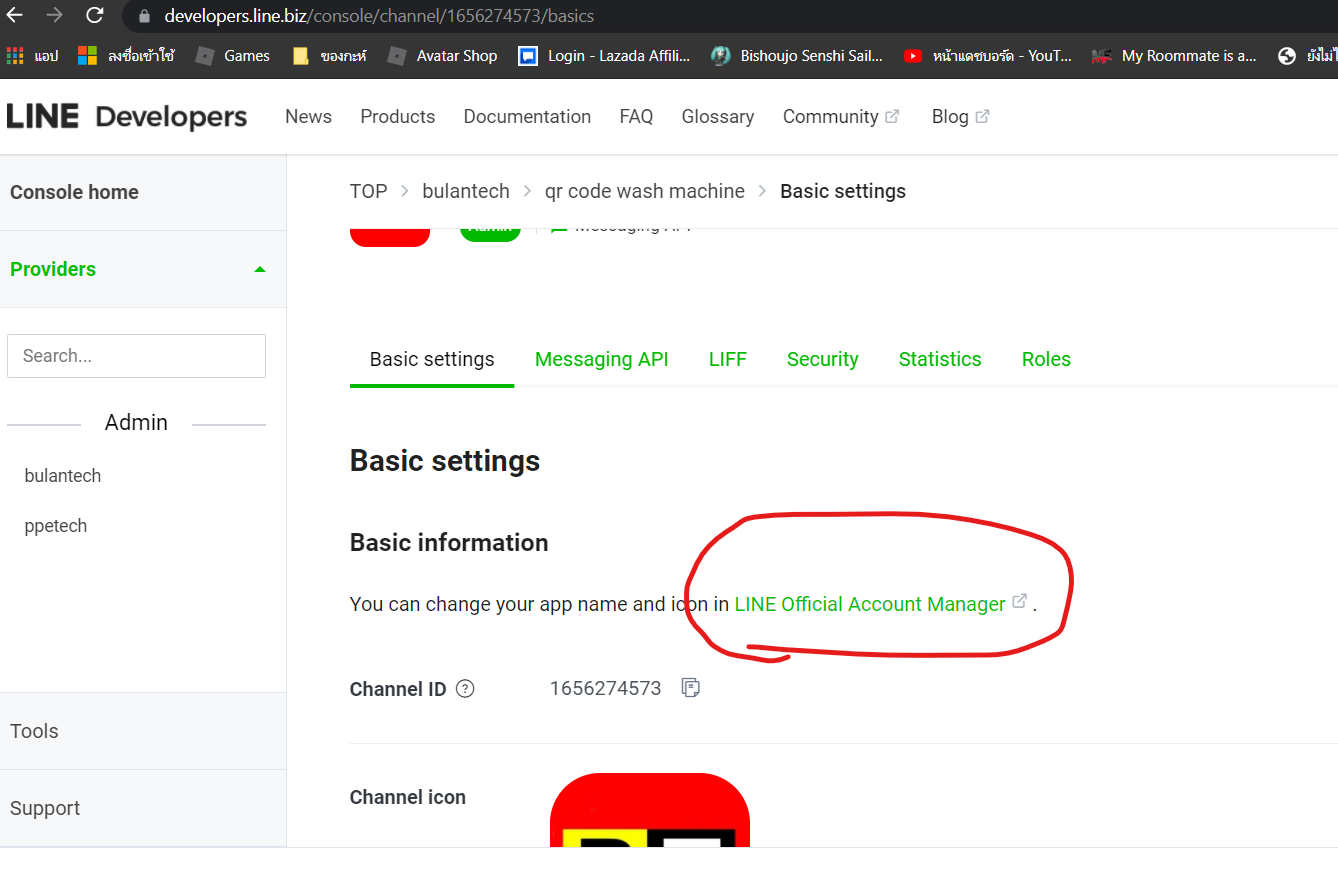 developers.line.biz/console/channel/1656274573/basics
แอป ลงชื่อเข้าใช้ Games ของกะห์ Avatar Shop Login - Lazada Affili... Bishoujo Senshi Sail... หน้าแดชบอร์ด - YouT... My Roommate is a...
LINE Developers News Products Documentation FAQ Glossary Community Blog
Console home
TOP > bulantech > qr code wash machine > Basic settings
Admin Messaging API
Providers
Search...
Basic settings Messaging API LIFF Security Statistics Roles
Admin
bulantech
ppetech
Basic settings
Basic information
You can change your app name and icon in LINE Official Account Manager .
Channel ID ? 1656274573
Tools
Channel icon
Support